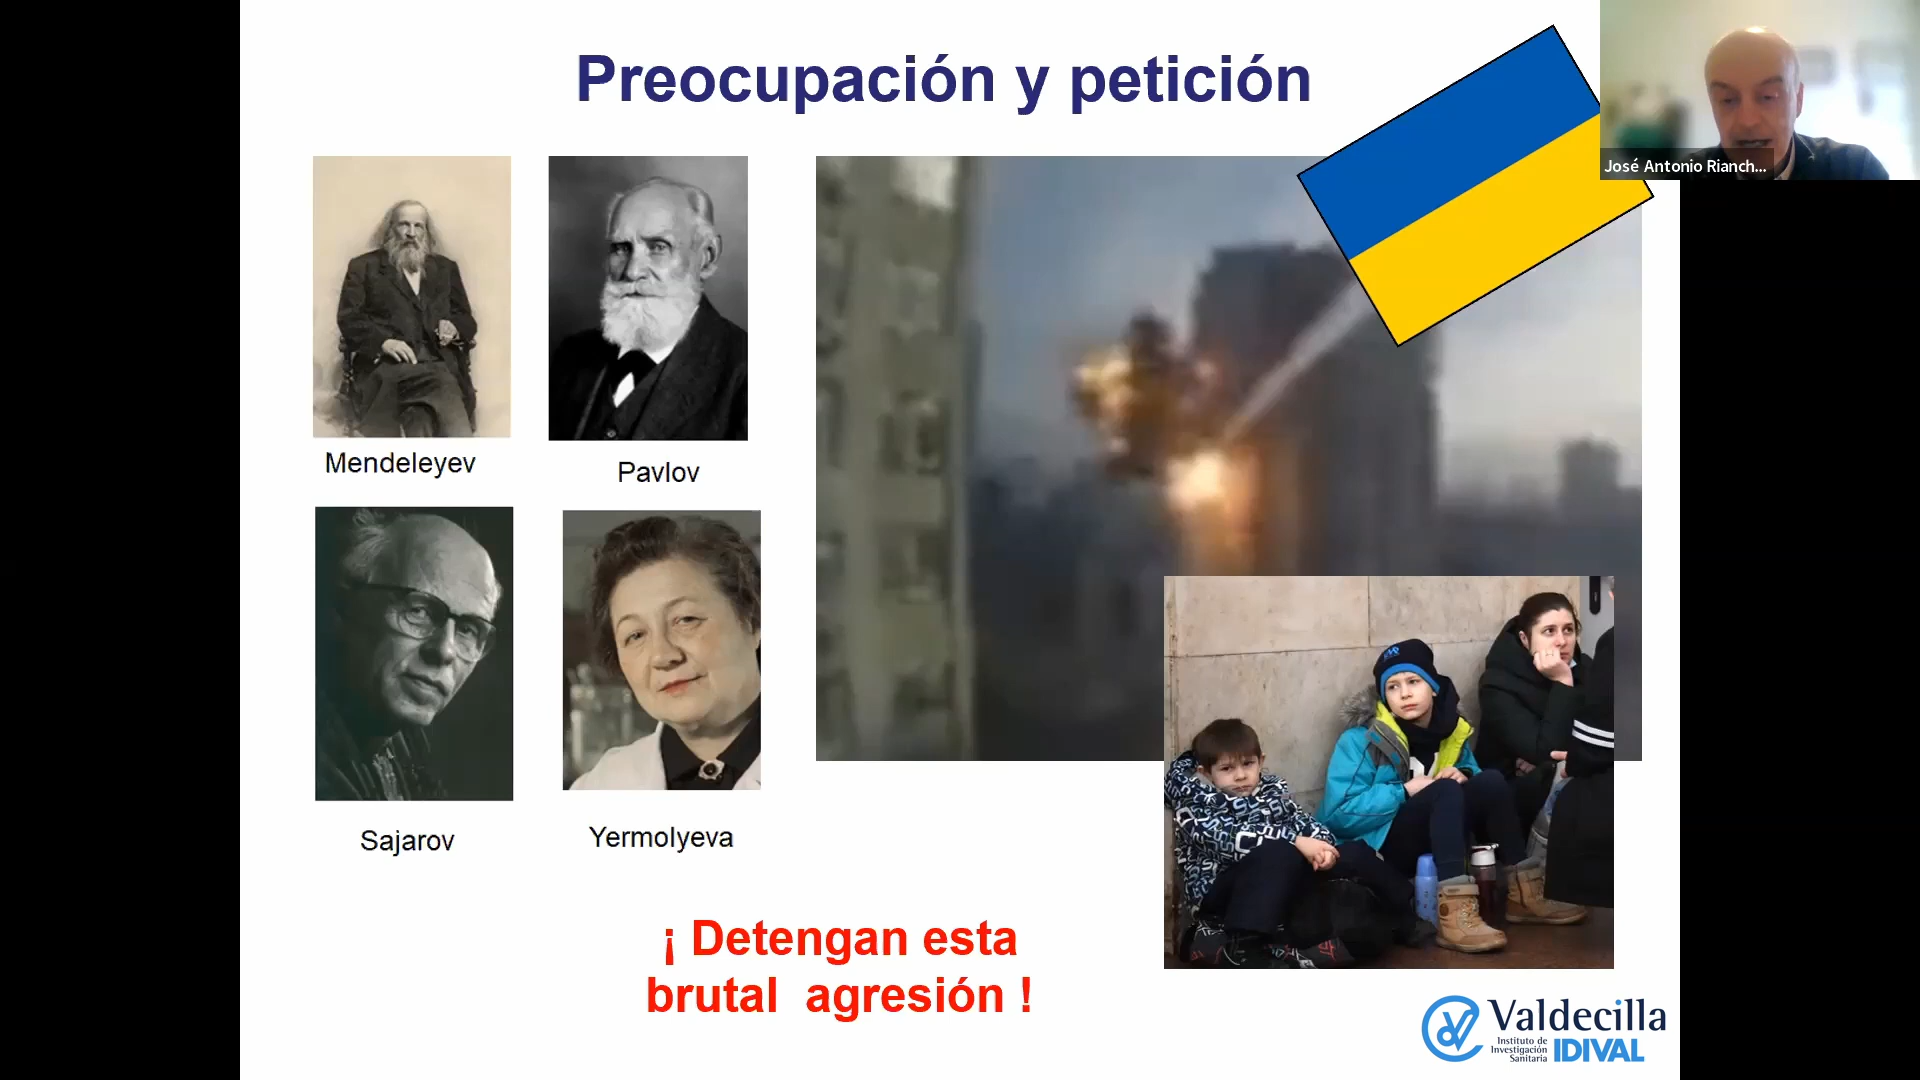 Preocupación y petición
José Antonio Rianch...
Mendeleyev
Pavlov
Sajarov
Yermolyeva
¡ Detengan esta
brutal  agresión !
Valdecilla
Instituto de
Investigación
Sanitaria
IDIVAL